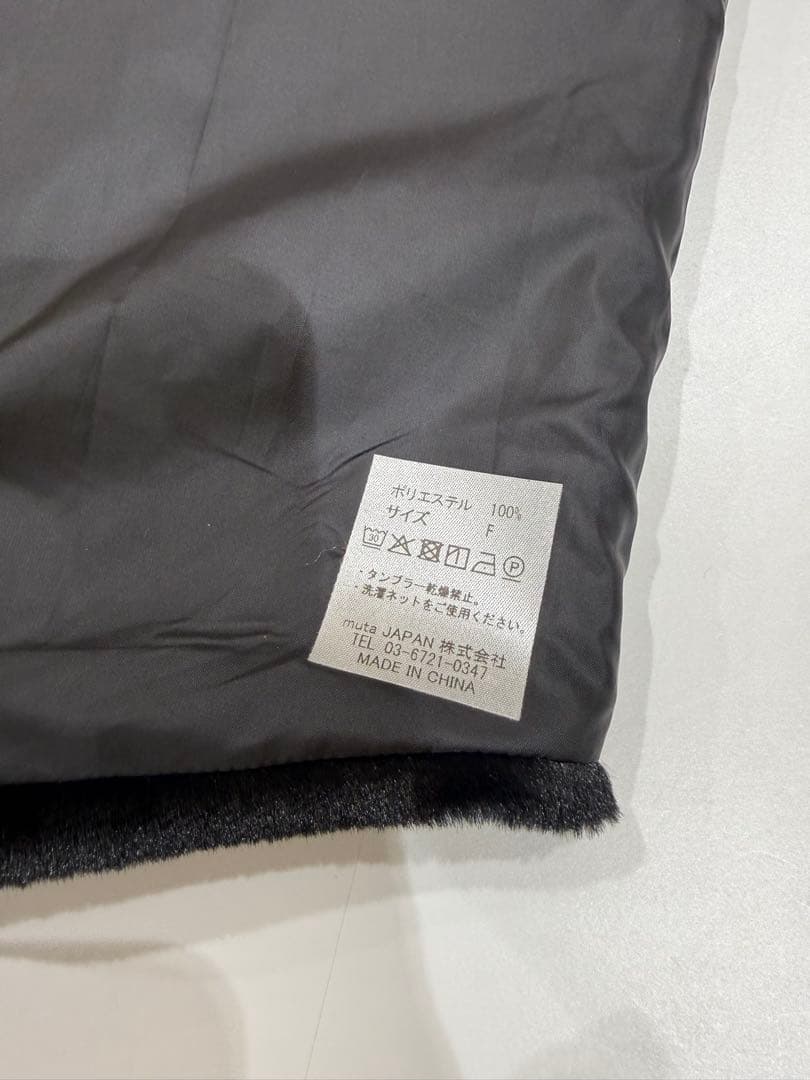 ポリエステル 100%
サイズ F
30 P
・タンブラー乾燥禁止。
・洗濯ネットをご使用ください。
muta JAPAN 株式会社
TEL 03-6721-0347
MADE IN CHINA